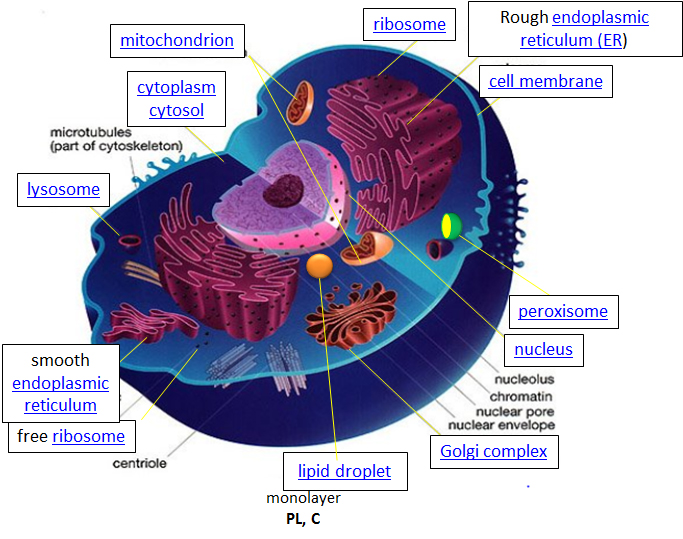 ribosome
Rough endoplasmic
reticulum (ER)
mitochondrion
cell membrane
cytoplasm
cytosol
microtubules
(part of cytoskeleton)
lysosome
peroxisome
nucleus
smooth
endoplasmic
reticulum
nucleolus
chromatin
nuclear pore
nuclear envelope
free ribosome
Golgi complex
centriole
lipid droplet
monolayer
PL, C